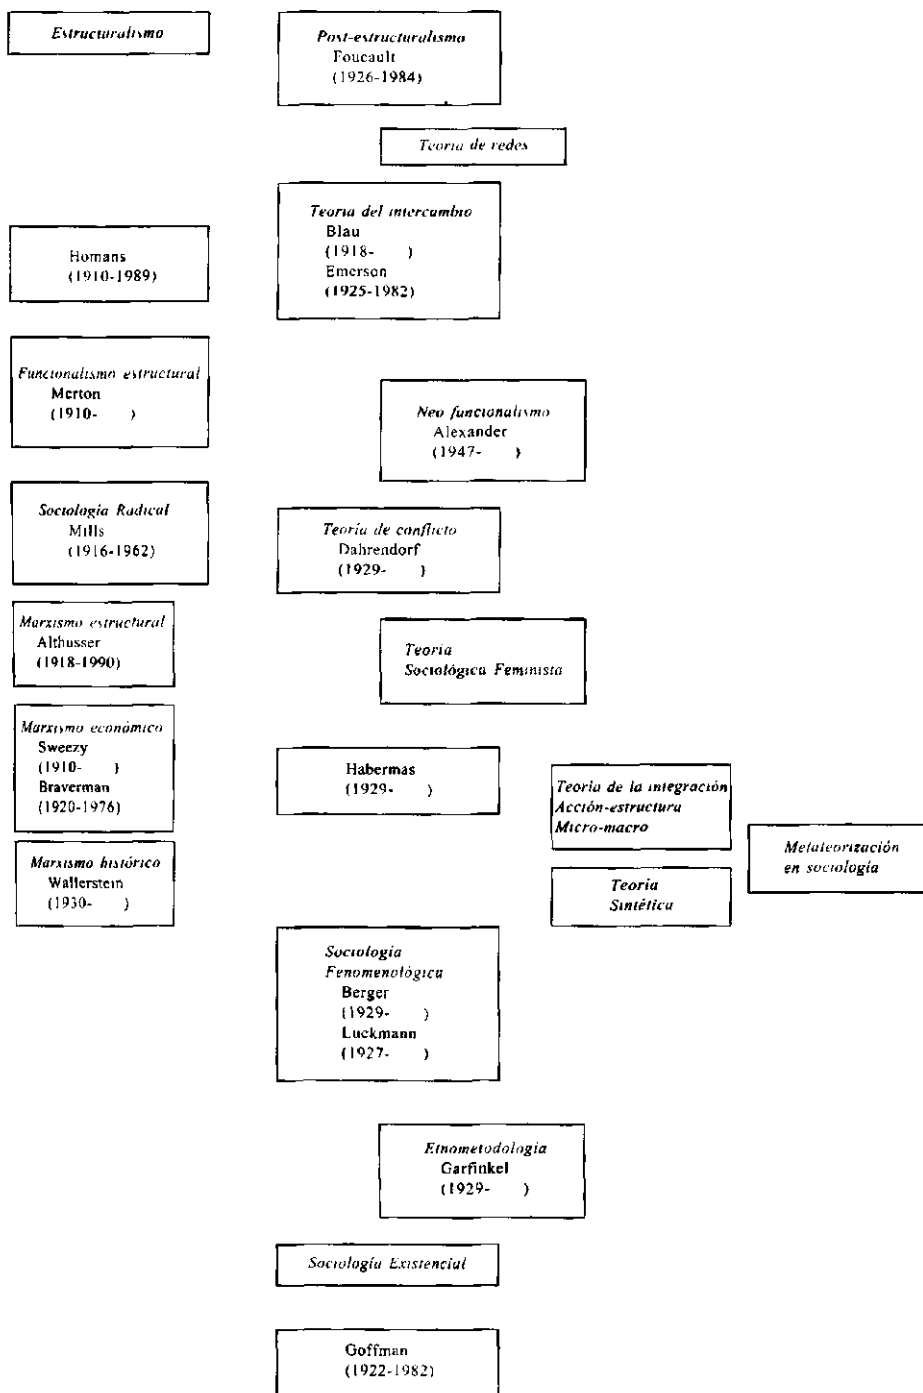 Estructuralismo
Post-estructuralismo
Foucault
(1926-1984)
Teoria de redes
Teoria del intercambio
Blau
(1918- )
Emerson
(1925-1982)
Homans
(1910-1989)
Funcionalismo estructural
Merton
(1910- )
Neo funcionalismo
Alexander
(1947- )
Sociología Radical
Mills
(1916-1962)
Teoría de conflicto
Dahrendorf
(1929- )
Marxismo estructural
Althusser
(1918-1990)
Teoría
Sociológica Feminista
Marxismo económico
Sweezy
(1910- )
Braverman
(1920-1976)
Habermas
(1929- )
Teoría de la integración
Acción-estructura
Micro-macro
Metateorización
en sociología
Marxismo histórico
Wallerstein
(1930- )
Teoría
Sintética
Sociología
Fenomenológica
Berger
(1929- )
Luckmann
(1927- )
Etnometodología
Garfinkel
(1929- )
Sociología Existencial
Goffman
(1922-1982)